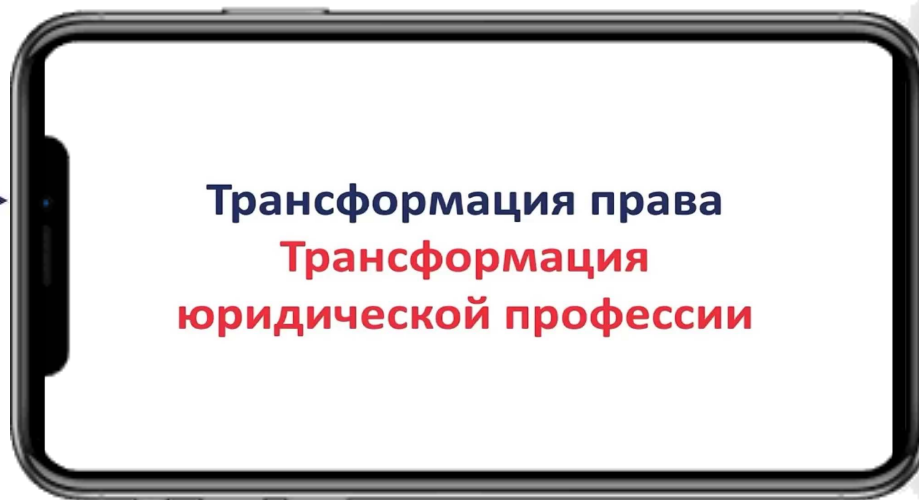 Трансформация права
Трансформация
юридической профессии